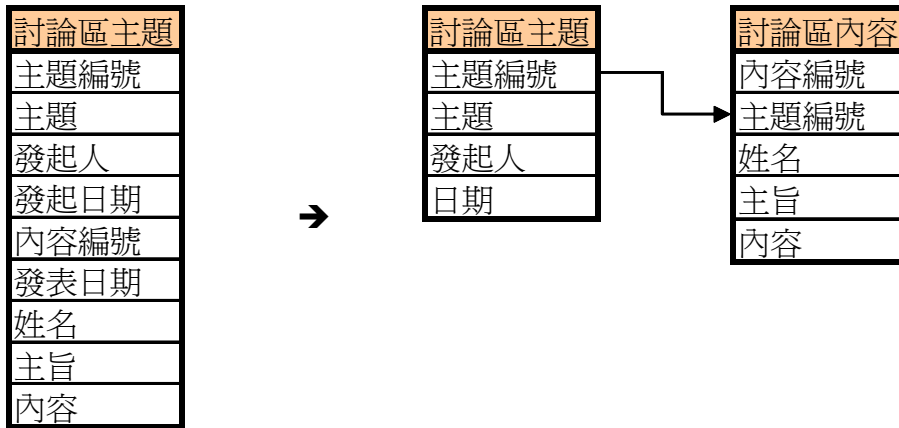 討論區主題
主題編號
主題
發起人
發起日期
內容編號
發表日期
姓名
主旨
內容
➔
討論區主題
主題編號
主題
發起人
日期
討論區內容
內容編號
主題編號
姓名
主旨
內容